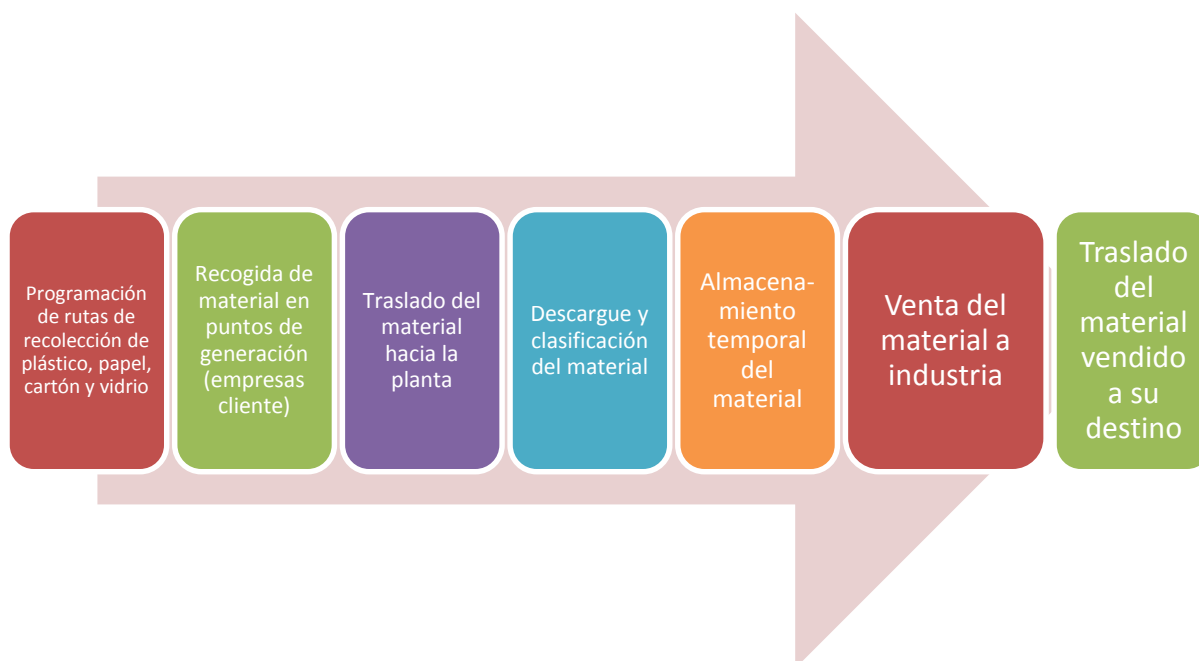 Programación
de rutas de
recolección de
plástico, papel,
cartón y vidrio
Recogida de
material en
puntos de
generación
(empresas
cliente)
Traslado del
material
hacia la
planta
Descargue y
clasificación
del material
Almacena-
miento
temporal
del
material
Venta del
material a
industria
Traslado
del
material
vendido
a su
destino